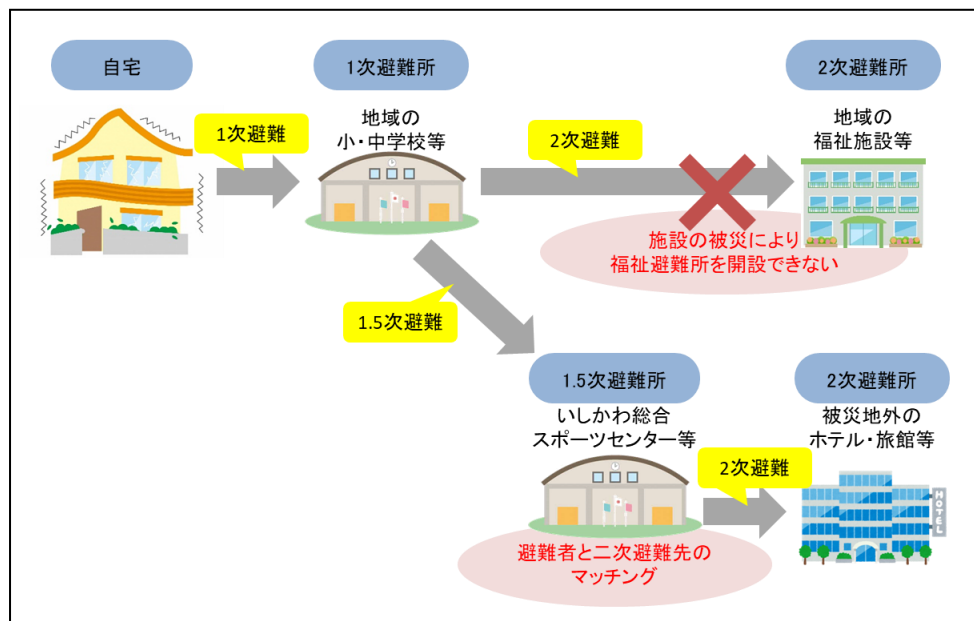 自宅
1次避難所
2次避難所
地域の
小・中学校等
地域の
福祉施設等
1次避難
2次避難
施設の被災により
福祉避難所を開設できない
1.5次避難
1.5次避難所
2次避難所
いしかわ総合
スポーツセンター等
被災地外の
ホテル・旅館等
2次避難
HOTEL
避難者と二次避難先の
マッチング